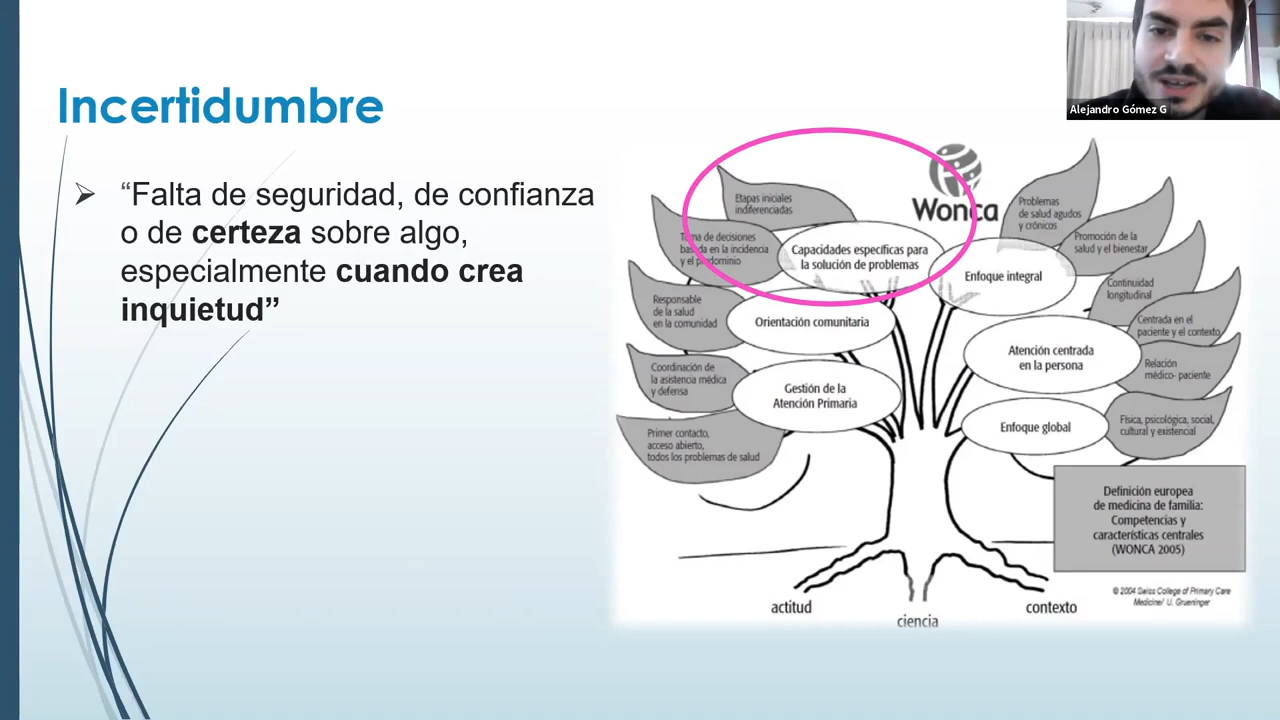 Alejandro Gómez G
Incertidumbre
“Falta de seguridad, de confianza
o de certeza sobre algo,
especialmente cuando crea
inquietud”
Wonca
Etapas iniciales
indiferenciadas
Toma de decisiones
basada en la incidencia
y el predominio
Capacidades específicas para
la solución de problemas
Responsable
de la salud
en la comunidad
Orientación comunitaria
Coordinación de
la asistencia médica
y defensa
Gestión de la
Atención Primaria
Primer contacto,
acceso abierto,
todos los problemas de salud
Problemas
de salud agudos
y crónicos
Promoción de la
salud y el bienestar
Enfoque integral
Continuidad
longitudinal
Centrada en el
paciente y el contexto
Atención centrada
en la persona
Relación
médico- paciente
Enfoque global
Física, psicológica, social,
cultural y existencial
Definición europea
de medicina de familia:
Competencias y
características centrales
(WONCA 2005)
© 2004 Swiss College of Primary Care
Medicine/ U. Grueninger
actitud
ciencia
contexto